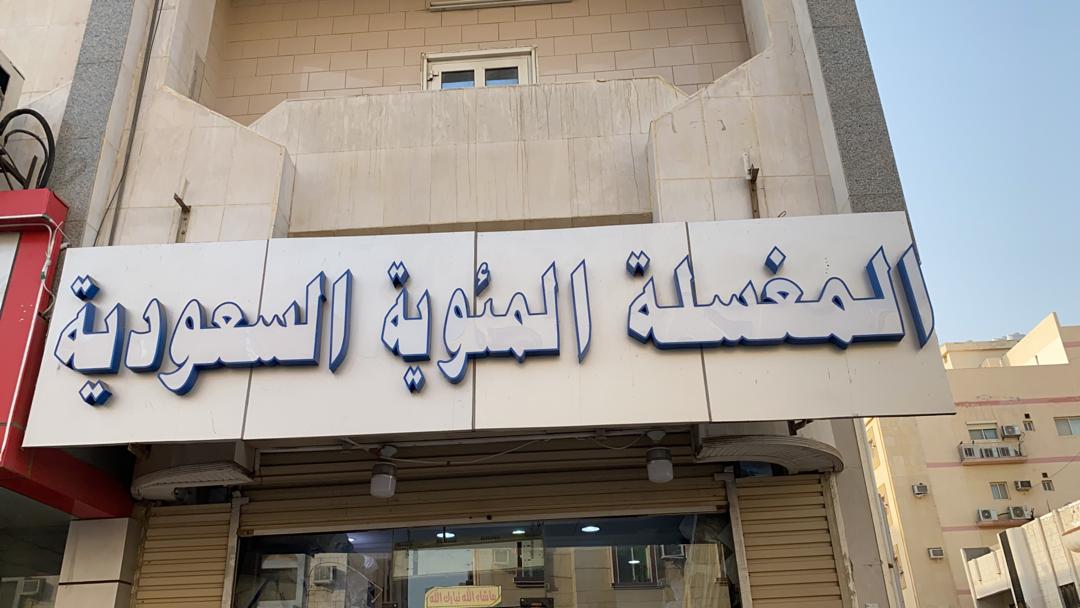 المغسلة المئوية السعودية
ماشاء الله تبارك الله